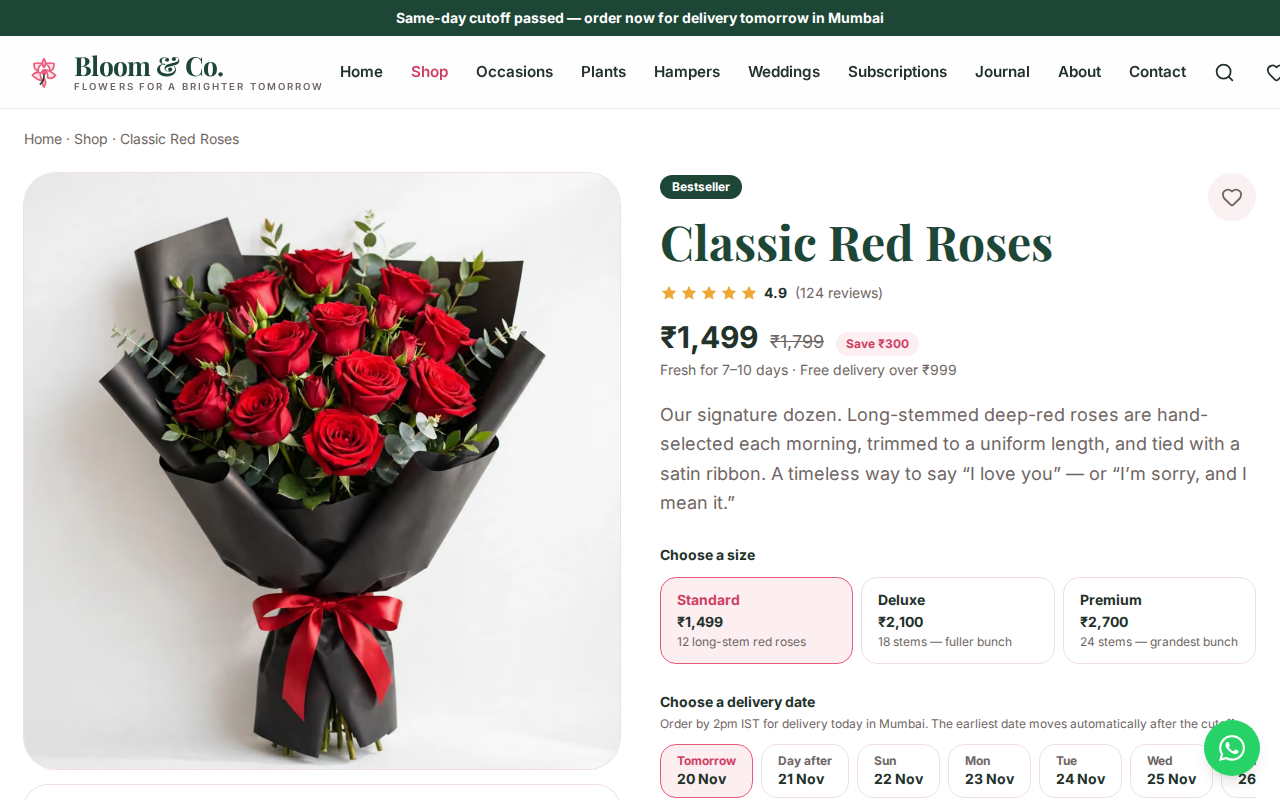 Same-day cutoff passed — order now for delivery tomorrow in Mumbai
Bloom & Co.
FLOWERS FOR A BRIGHTER TOMORROW
Home Shop Occasions Plants Hampers Weddings Subscriptions Journal About Contact
Home · Shop · Classic Red Roses
Bestseller
Classic Red Roses
4.9 (124 reviews)
₹1,499 ₹1,799 Save ₹300
Fresh for 7–10 days · Free delivery over ₹999
Our signature dozen. Long-stemmed deep-red roses are hand-
selected each morning, trimmed to a uniform length, and tied with a
satin ribbon. A timeless way to say “I love you” — or “I’m sorry, and I
mean it.”
Choose a size
Standard
₹1,499
12 long-stem red roses
Deluxe
₹2,100
18 stems — fuller bunch
Premium
₹2,700
24 stems — grandest bunch
Choose a delivery date
Order by 2pm IST for delivery today in Mumbai. The earliest date moves automatically after the
Tomorrow
20 Nov
Day after
21 Nov
Sun
22 Nov
Mon
23 Nov
Tue
24 Nov
Wed
25 Nov
26